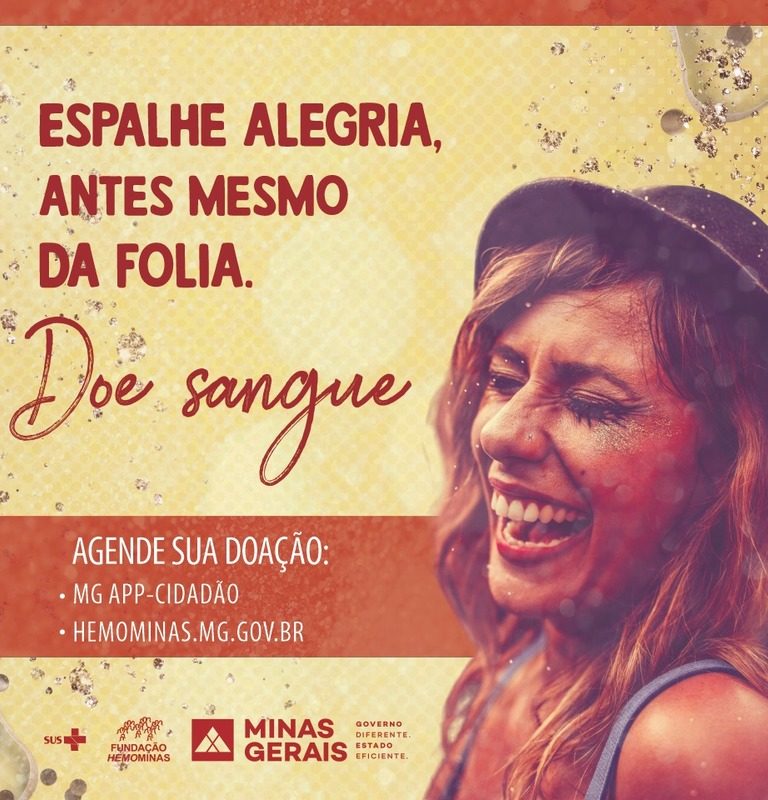 ESPALHE ALEGRIA,
ANTES MESMO
DA FOLIA.
Doe sangue
AGENDE SUA DOAÇÃO:
• MG APP-CIDADÃO
• HEMOMINAS.MG.GOV.BR
SUS
FUNDAÇÃO
HEMOMINAS
MINAS
GERAIS
GOVERNO
DIFERENTE.
ESTADO
EFICIENTE.